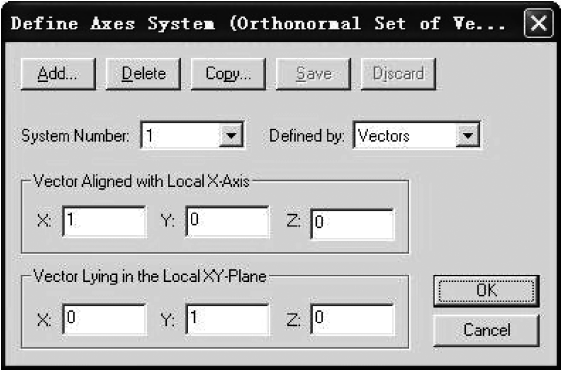 Define Axes System (Orthonormal Set of Ve...
Add... Delete Copy... Save Discard
System Number: 1 Defined by: Vectors
Vector Aligned with Local X-Axis
X: 1 Y: 0 Z: 0
Vector Lying in the Local XY-Plane
X: 0 Y: 1 Z: 0
OK
Cancel